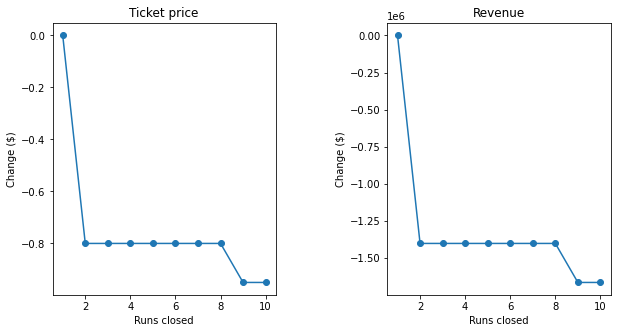 Ticket price
Change ($)
0.0
−0.2
−0.4
−0.6
−0.8
2 4 6 8 10
Runs closed
Revenue
1e6
Change ($)
0.00
−0.25
−0.50
−0.75
−1.00
−1.25
−1.50
2 4 6 8 10
Runs closed